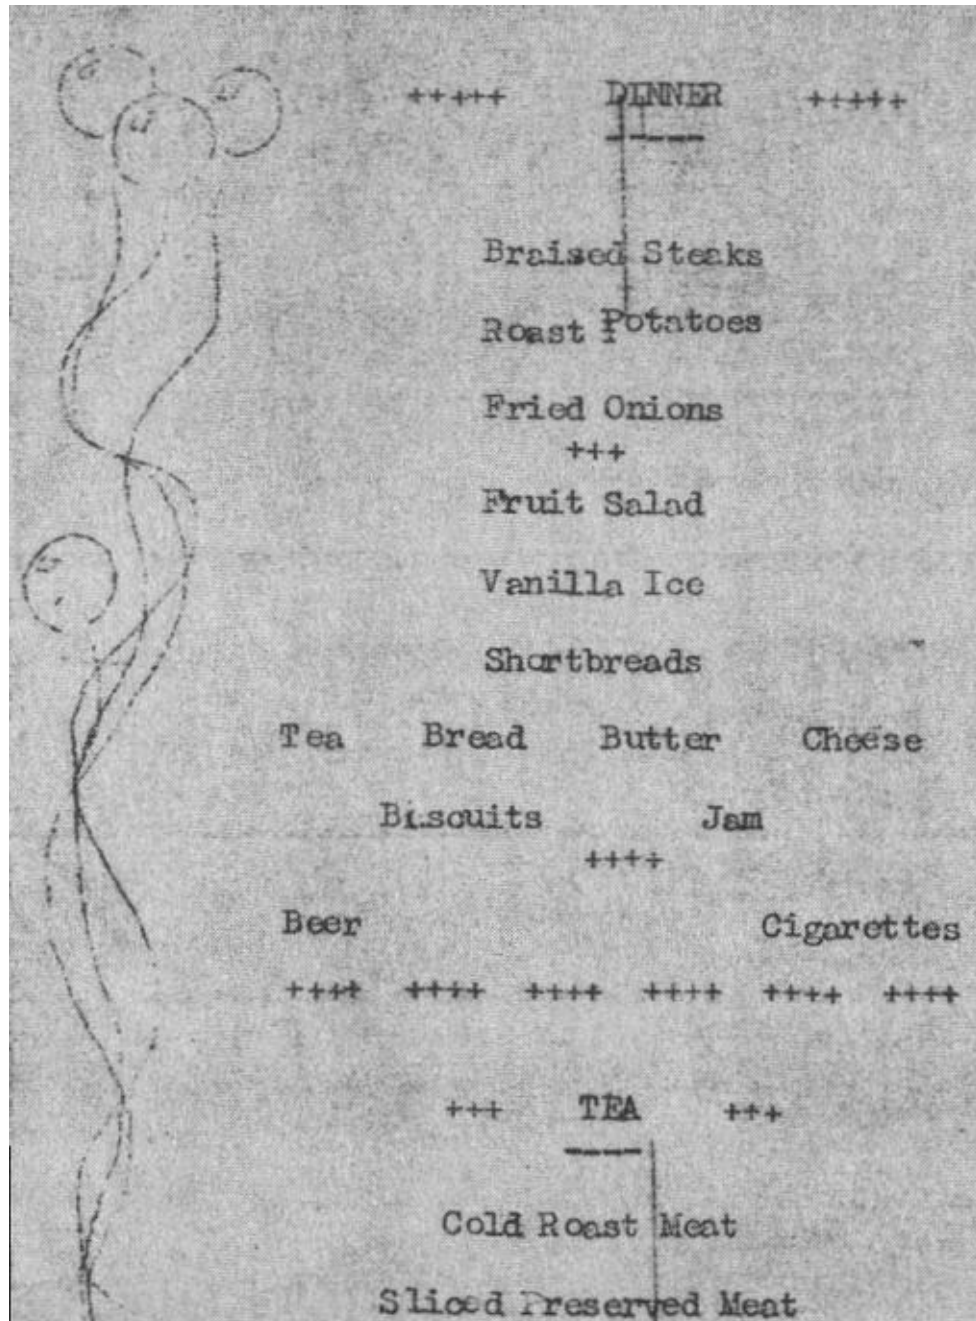 +++++ DINNER +++++
-----
Braised Steaks
Roast Potatoes
Fried Onions
+++
Fruit Salad
Vanilla Ice
Shortbreads
Tea Bread Butter Cheese
Biscuits Jam
++++
Beer Cigarettes
++++ ++++ ++++ ++++ ++++ ++++
+++ TEA +++
----
Cold Roast Meat
Sliced Preserved Meat